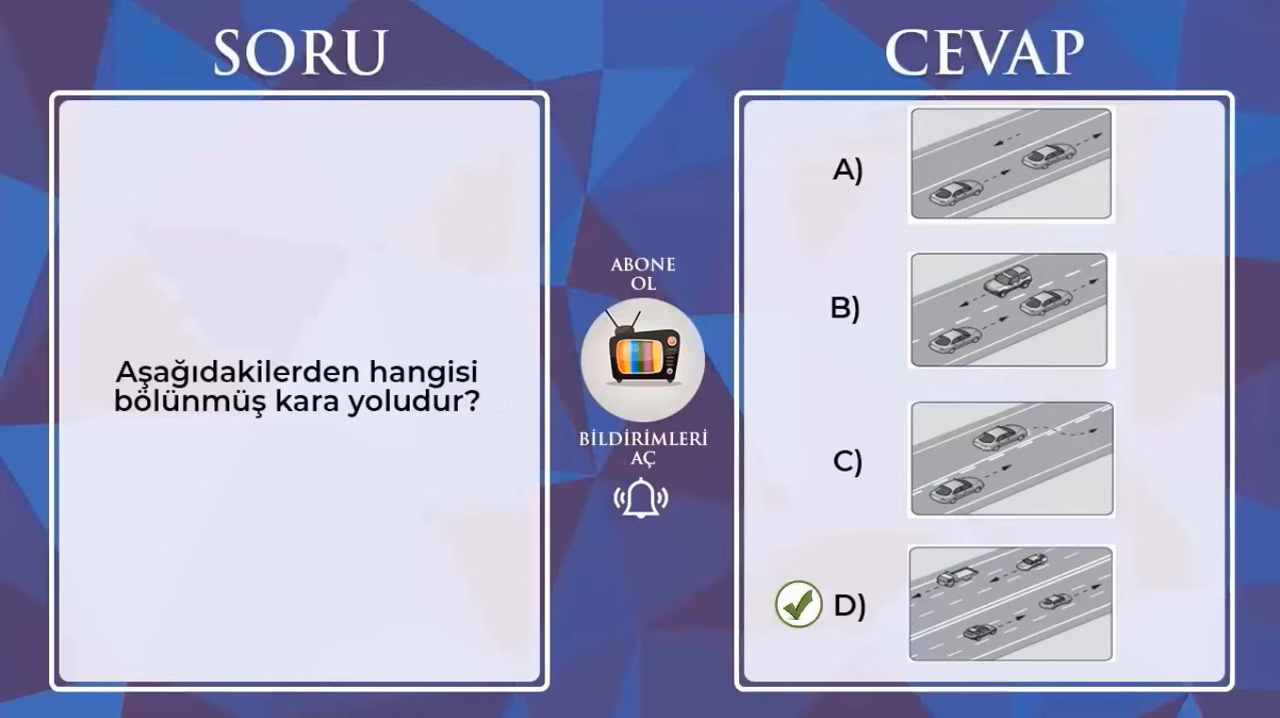 SORU
Aşağıdakilerden hangisi
bölünmüş kara yoludur?
ABONE
OL
BİLDİRİMLERİ
AÇ
CEVAP
A)
B)
C)
D)